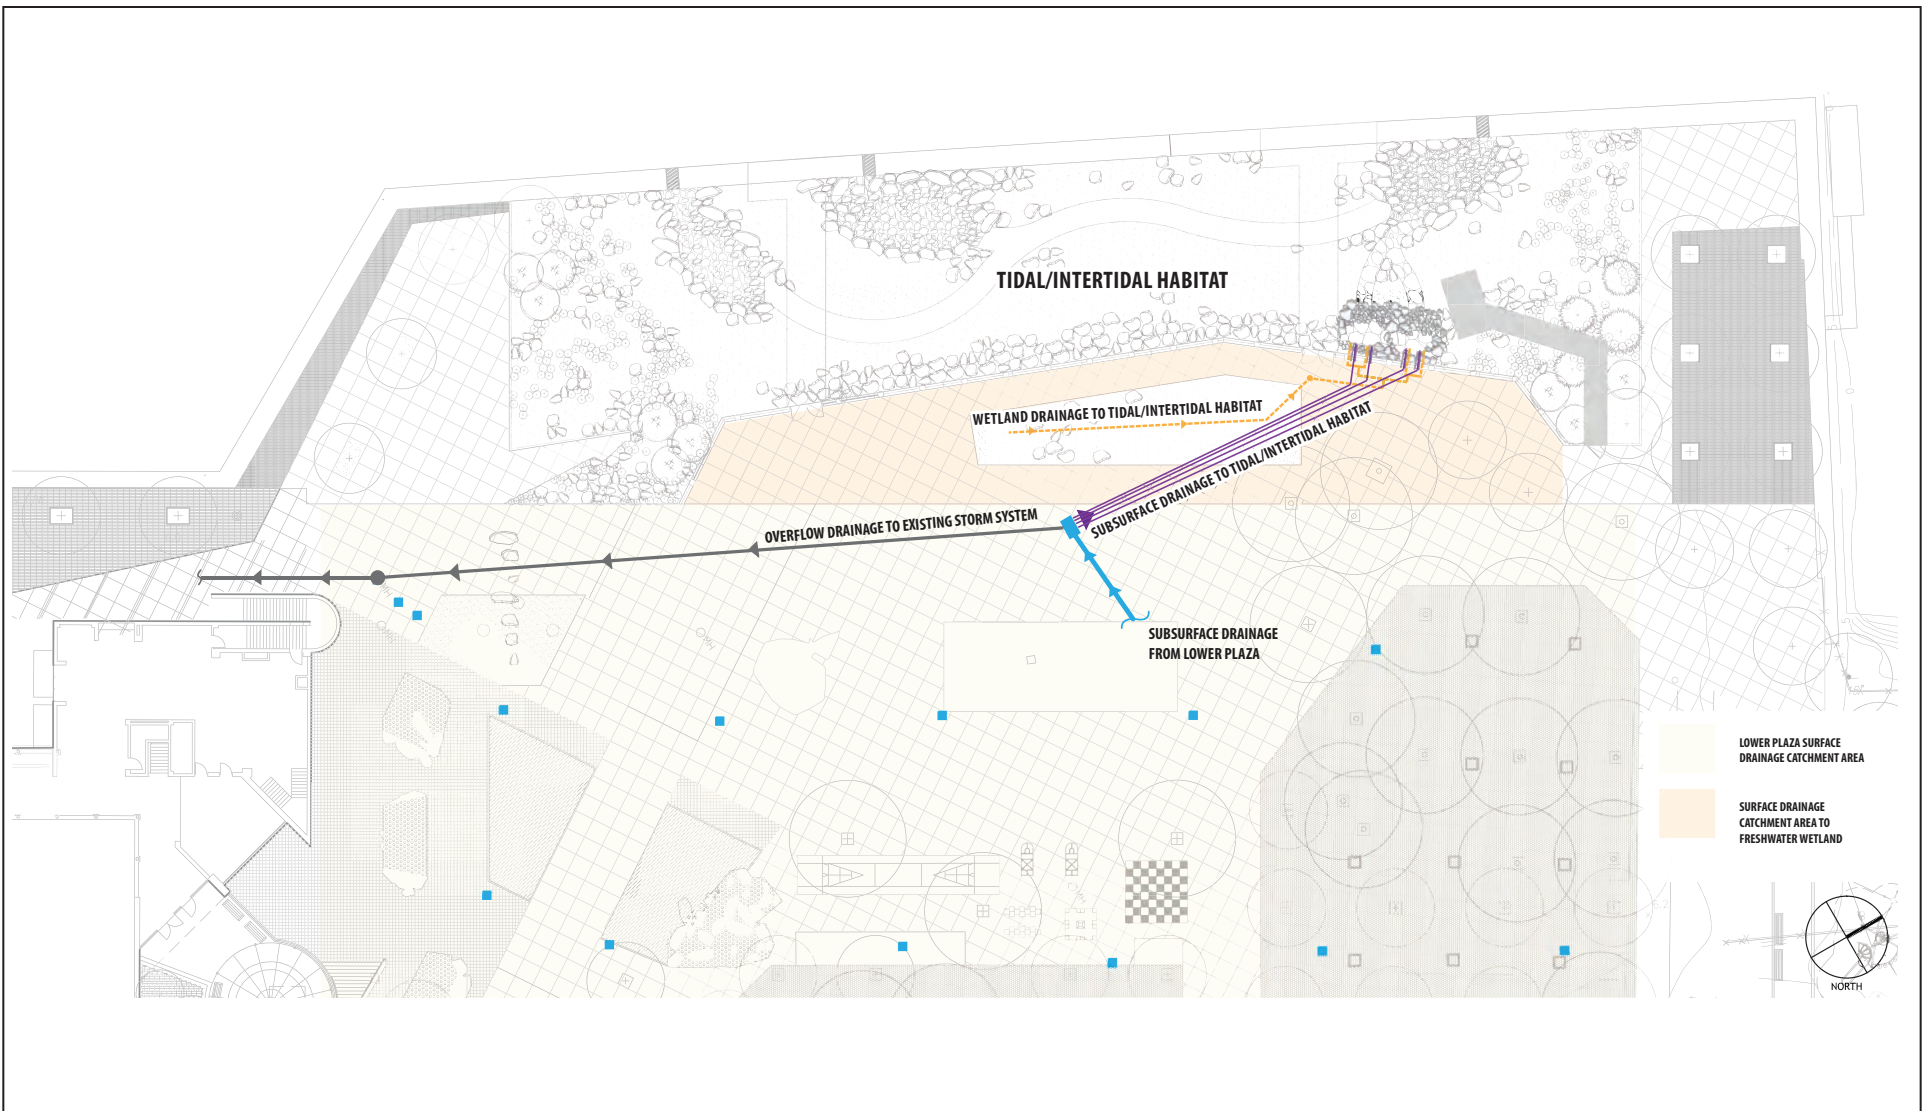 TIDAL/INTERTIDAL HABITAT
WETLAND DRAINAGE TO TIDAL/INTERTIDAL HABITAT
SUBSURFACE DRAINAGE TO TIDAL/INTERTIDAL HABITAT
OVERFLOW DRAINAGE TO EXISTING STORM SYSTEM
SUBSURFACE DRAINAGE
FROM LOWER PLAZA
LOWER PLAZA SURFACE
DRAINAGE CATCHMENT AREA
SURFACE DRAINAGE
CATCHMENT AREA TO
FRESHWATER WETLAND
MH
MH
NORTH